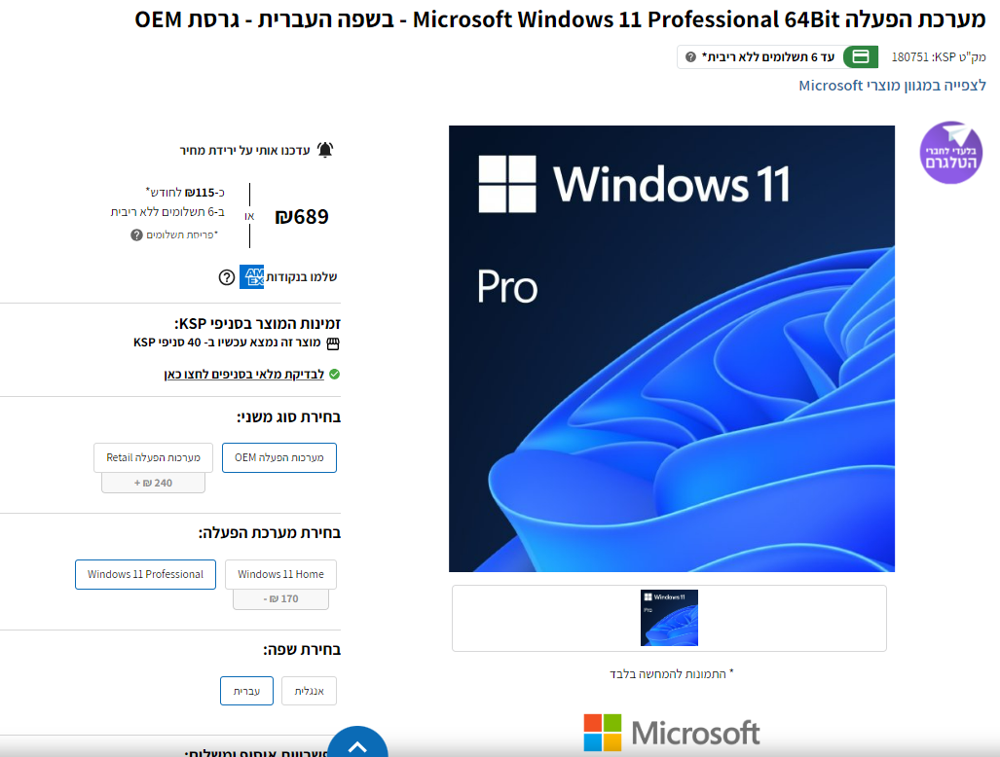 מערכת הפעלה Microsoft Windows 11 Professional 64Bit - בשפה העברית - גרסת OEM
מק"ט KSP: 180751
עד 6 תשלומים ללא ריבית*
לצפייה במגוון מוצרי Microsoft
בלעדי לחברי
הטלגרם
Windows 11
Pro
Windows 11
Pro
* התמונות להמחשה בלבד
Microsoft
עדכנו אותי על ירידת מחיר
₪689
או
כ-₪115 לחודש*
ב-6 תשלומים ללא ריבית
*פריסת תשלומים
שלמו בנקודות
AM
EX
זמינות המוצר בסניפי KSP:
מוצר זה נמצא עכשיו ב- 40 סניפי KSP
לבדיקת מלאי בסניפים לחצו כאן
בחירת סוג משני:
מערכות הפעלה OEM
מערכות הפעלה Retail
+ ₪ 240
בחירת מערכת הפעלה:
Windows 11 Home
Windows 11 Professional
- ₪ 170
בחירת שפה:
אנגלית
עברית